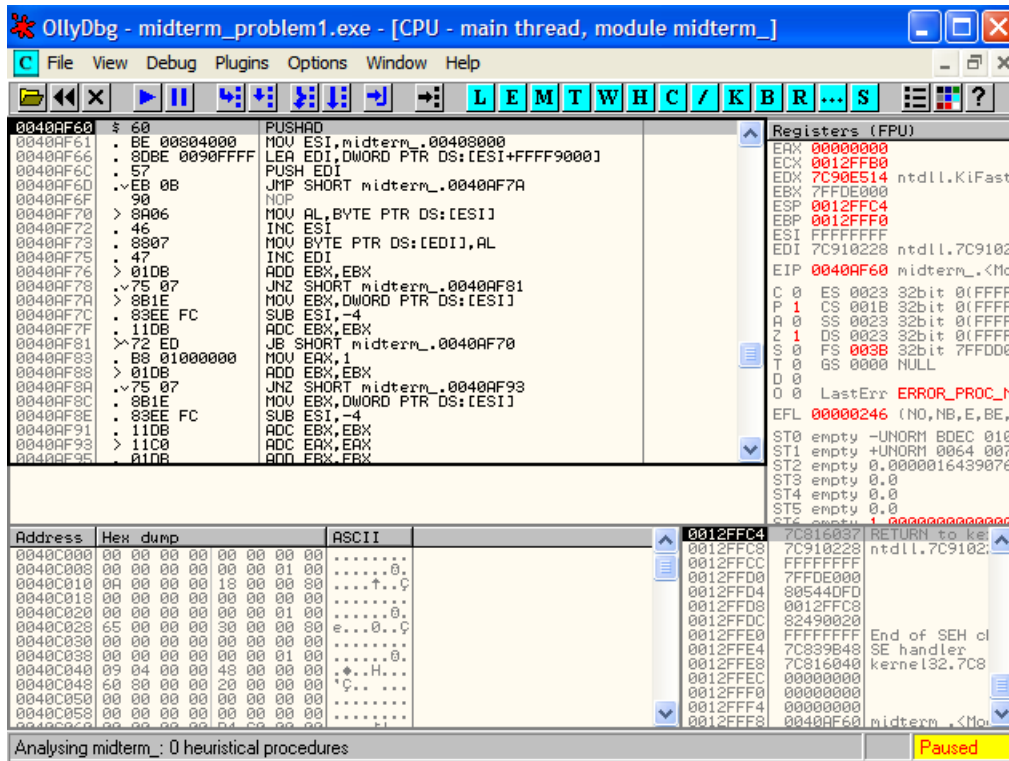 OllyDbg - midterm_problem1.exe - [CPU - main thread, module midterm_]
C File View Debug Plugins Options Window Help
L E M T W H C / K B R ... S ?
0040AF60 $ 60 PUSHAD
0040AF61 . BE 00804000 MOV ESI,midterm_.00408000
0040AF66 . 8DBE 0090FFFF LEA EDI,DWORD PTR DS:[ESI+FFFF9000]
0040AF6C . 57 PUSH EDI
0040AF6D .vEB 0B JMP SHORT midterm_.0040AF7A
0040AF6F 90 NOP
0040AF70 > 8A06 MOV AL,BYTE PTR DS:[ESI]
0040AF72 . 46 INC ESI
0040AF73 . 8807 MOV BYTE PTR DS:[EDI],AL
0040AF75 . 47 INC EDI
0040AF76 > 01DB ADD EBX,EBX
0040AF78 .v75 07 JNZ SHORT midterm_.0040AF81
0040AF7A > 8B1E MOV EBX,DWORD PTR DS:[ESI]
0040AF7C . 83EE FC SUB ESI,-4
0040AF7F . 11DB ADC EBX,EBX
0040AF81 >^72 ED JB SHORT midterm_.0040AF70
0040AF83 . B8 01000000 MOV EAX,1
0040AF88 > 01DB ADD EBX,EBX
0040AF8A .v75 07 JNZ SHORT midterm_.0040AF93
0040AF8C . 8B1E MOV EBX,DWORD PTR DS:[ESI]
0040AF8E . 83EE FC SUB ESI,-4
0040AF91 . 11DB ADC EBX,EBX
0040AF93 > 11C0 ADC EAX,EAX
0040AF95 . 01DB ADD EBX,EBX
Registers (FPU)
EAX 00000000
ECX 0012FFB0
EDX 7C90E514 ntdll.KiFast
EBX 7FFDE000
ESP 0012FFC4
EBP 0012FFF0
ESI FFFFFFFF
EDI 7C910228 ntdll.7C9102
EIP 0040AF60 midterm_.<Mo
C 0 ES 0023 32bit 0(FFFF
P 1 CS 001B 32bit 0(FFFF
A 0 SS 0023 32bit 0(FFFF
Z 1 DS 0023 32bit 0(FFFF
S 0 FS 003B 32bit 7FFDD0
T 0 GS 0000 NULL
D 0
O 0 LastErr ERROR_PROC_N
EFL 00000246 (NO,NB,E,BE,
ST0 empty -UNORM BDEC 010
ST1 empty +UNORM 0064 007
ST2 empty 0.0000016439076
ST3 empty 0.0
ST4 empty 0.0
ST5 empty 0.0
ST6 empty 1.0000000000000
Address Hex dump ASCII
0040C000 00 00 00 00 00 00 00 00 ........
0040C008 00 00 00 00 00 00 01 00 ......☺.
0040C010 0A 00 00 00 18 00 00 80 ....↑..Ç
0040C018 00 00 00 00 00 00 00 00 ........
0040C020 00 00 00 00 00 00 01 00 ......☺.
0040C028 65 00 00 00 30 00 00 80 e...0..Ç
0040C030 00 00 00 00 00 00 00 00 ........
0040C038 00 00 00 00 00 00 01 00 ......☺.
0040C040 09 04 00 00 48 00 00 00 .♦..H...
0040C048 60 80 00 00 20 00 00 00 `Ç.. ...
0040C050 00 00 00 00 00 00 00 00 ........
0040C058 00 00 00 00 00 00 00 00 ........
0012FFC4 7C816037 RETURN to ke
0012FFC8 7C910228 ntdll.7C9102
0012FFCC FFFFFFFF
0012FFD0 7FFDE000
0012FFD4 80544DFD
0012FFD8 0012FFC8
0012FFDC 82490020
0012FFE0 FFFFFFFF End of SEH c
0012FFE4 7C839B48 SE handler
0012FFE8 7C816040 kernel32.7C8
0012FFEC 00000000
0012FFF0 00000000
0012FFF4 00000000
0012FFF8 0040AF60 midterm_.<Mo
Analysing midterm_: 0 heuristical procedures
Paused